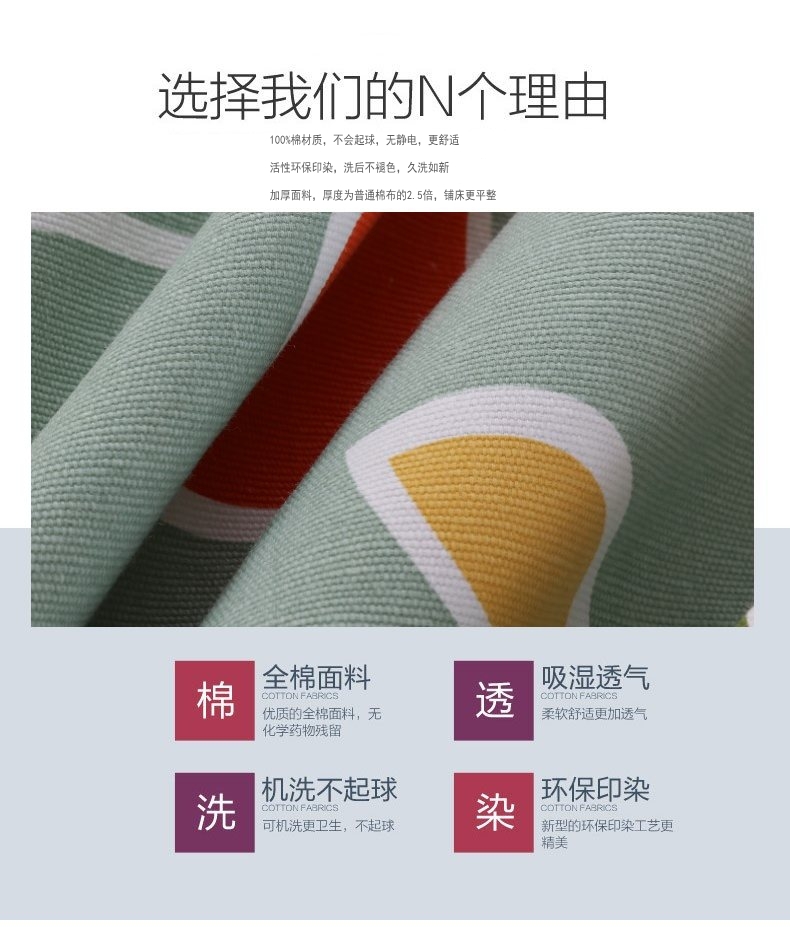 选择我们的N个理由
100%棉材质，不会起球，无静电，更舒适
活性环保印染，洗后不褪色，久洗如新
加厚面料，厚度为普通棉布的2.5倍，铺床更平整
棉
全棉面料
COTTON FABRICS
优质的全棉面料，无
化学药物残留
透
吸湿透气
COTTON FABRICS
柔软舒适更加透气
洗
机洗不起球
COTTON FABRICS
可机洗更卫生，不起球
染
环保印染
COTTON FABRICS
新型的环保印染工艺更
精美